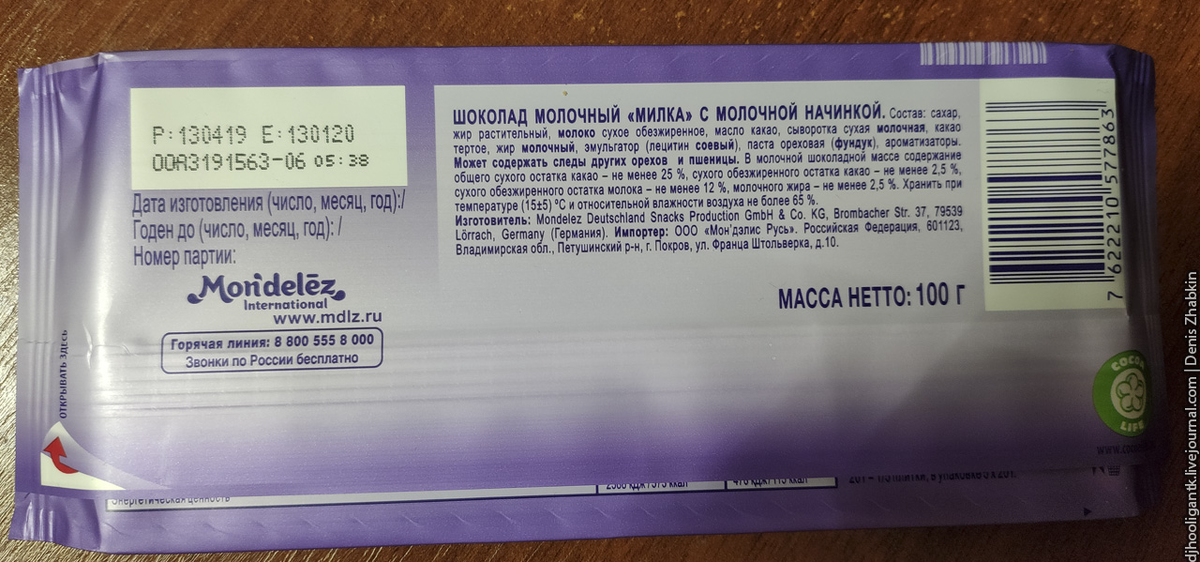 P:130419 E:130120
OOA3191563-06 05:38
Дата изготовления (число, месяц, год):/
Годен до (число, месяц, год): /
Номер партии:
Mondelēz
International
www.mdlz.ru
Горячая линия: 8 800 555 8 000
Звонки по России бесплатно
ОТКРЫВАТЬ ЗДЕСЬ
ШОКОЛАД МОЛОЧНЫЙ «МИЛКА» С МОЛОЧНОЙ НАЧИНКОЙ. Состав: сахар,
жир растительный, молоко сухое обезжиренное, масло какао, сыворотка сухая молочная, какао
тертое, жир молочный, эмульгатор (лецитин соевый), паста ореховая (фундук), ароматизаторы.
Может содержать следы других орехов и пшеницы. В молочной шоколадной массе содержание
общего сухого остатка какао – не менее 25 %, сухого обезжиренного остатка какао – не менее 2,5 %,
сухого обезжиренного остатка молока – не менее 12 %, молочного жира – не менее 2,5 %. Хранить при
температуре (15±5) °С и относительной влажности воздуха не более 65 %.
Изготовитель: Mondelez Deutschland Snacks Production GmbH & Co. KG, Brombacher Str. 37, 79539
Lörrach, Germany (Германия). Импортер: ООО «Мон'дэлис Русь». Российская Федерация, 601123,
Владимирская обл., Петушинский р-н, г. Покров, ул. Франца Штольверка, д.10.
МАССА НЕТТО: 100 Г
7 622210 577863
COCOA
LIFE
Энергетическая ценность
djhooligantk.livejournal.com | Denis Zhabkin